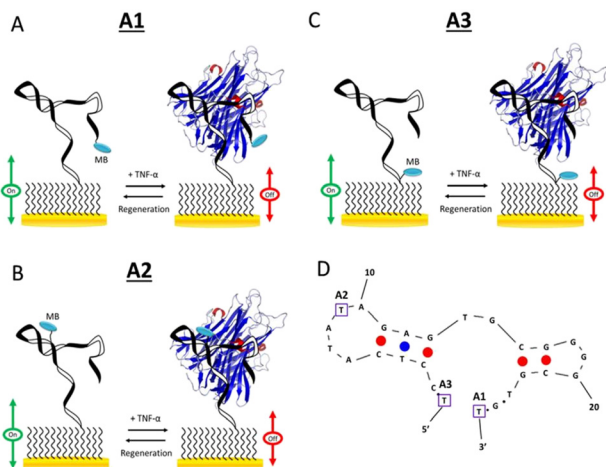 A
A1
MB
On
+ TNF-α
Regeneration
Off
C
A3
MB
On
+ TNF-α
Regeneration
Off
B
A2
MB
On
+ TNF-α
Regeneration
Off
D
10
A2
T A
G A G T G
A
C G G
T G
A C T C
G C G
C A3 A1 T
T T G
20
5'
3'